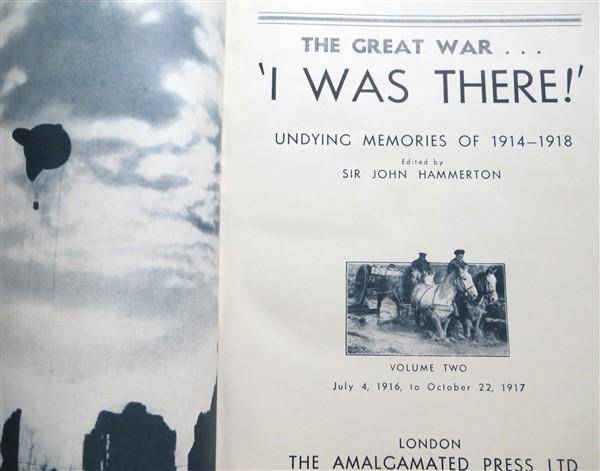 THE GREAT WAR . . .
'I WAS THERE!'
UNDYING MEMORIES OF 1914–1918
Edited by
SIR JOHN HAMMERTON
VOLUME TWO
July 4, 1916, to October 22, 1917
LONDON
THE AMALGAMATED PRESS LTD